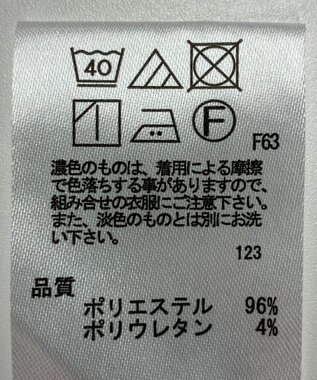 40
F
F63
濃色のものは、着用による摩擦
で色落ちする事がありますので、
組み合せの衣服にご注意下さい。
また、淡色のものとは別にお洗
い下さい。
123
品質
ポリエステル 96%
ポリウレタン 4%